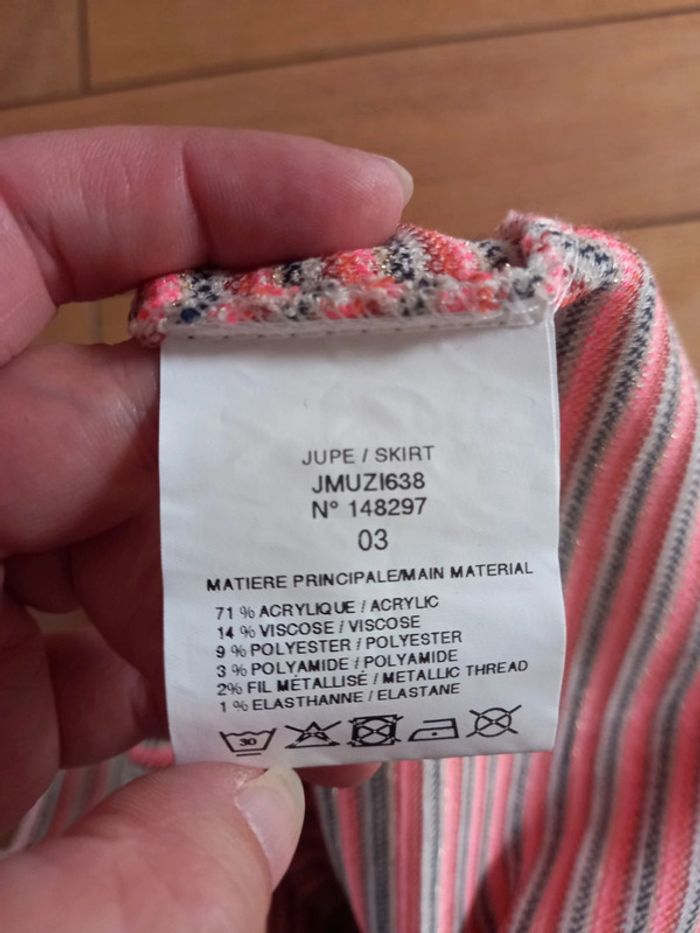 JUPE / SKIRT
JMUZI638
N° 148297
03
MATIERE PRINCIPALE/MAIN MATERIAL
71 % ACRYLIQUE / ACRYLIC
14 % VISCOSE / VISCOSE
9 % POLYESTER / POLYESTER
3 % POLYAMIDE / POLYAMIDE
2% FIL MÉTALLISÉ / METALLIC THREAD
1 % ELASTHANNE / ELASTANE
30